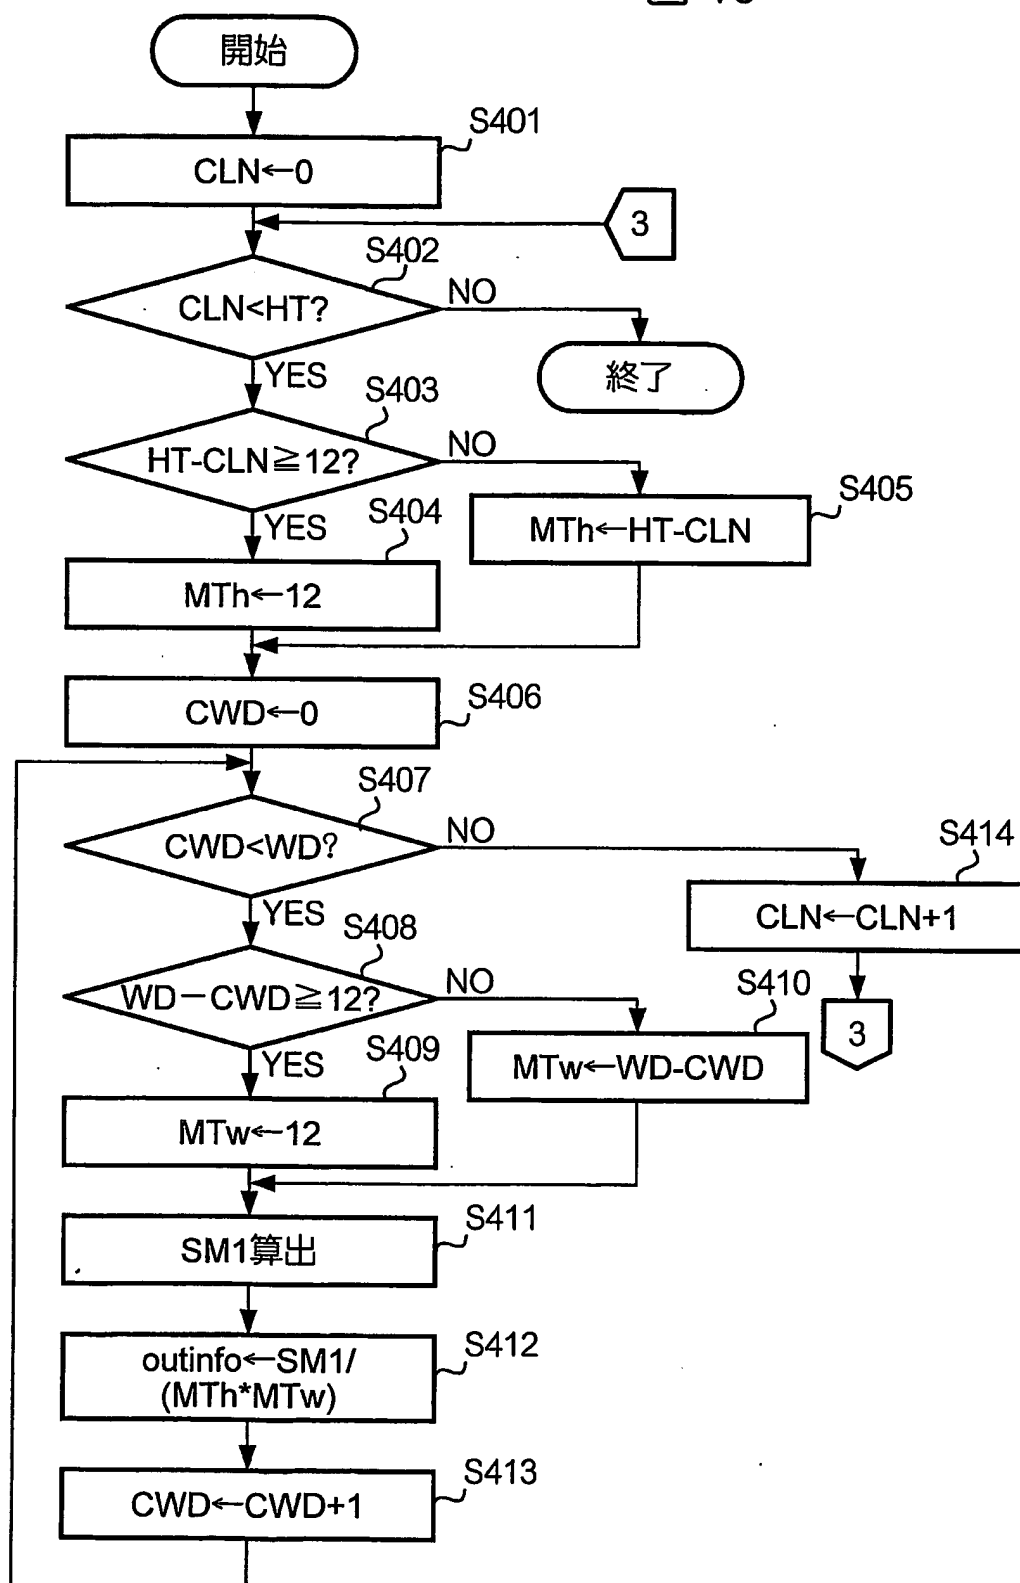 開始
S401
CLN←0
3
S402
CLN<HT?
NO
終了
YES
S403
HT-CLN≧12?
NO
S405
MTh←HT-CLN
YES
S404
MTh←12
S406
CWD←0
S407
CWD<WD?
NO
S414
CLN←CLN+1
3
YES
S408
WD−CWD≧12?
NO
S410
MTw←WD-CWD
YES
S409
MTw←12
S411
SM1算出
S412
outinfo←SM1/
(MTh*MTw)
S413
CWD←CWD+1